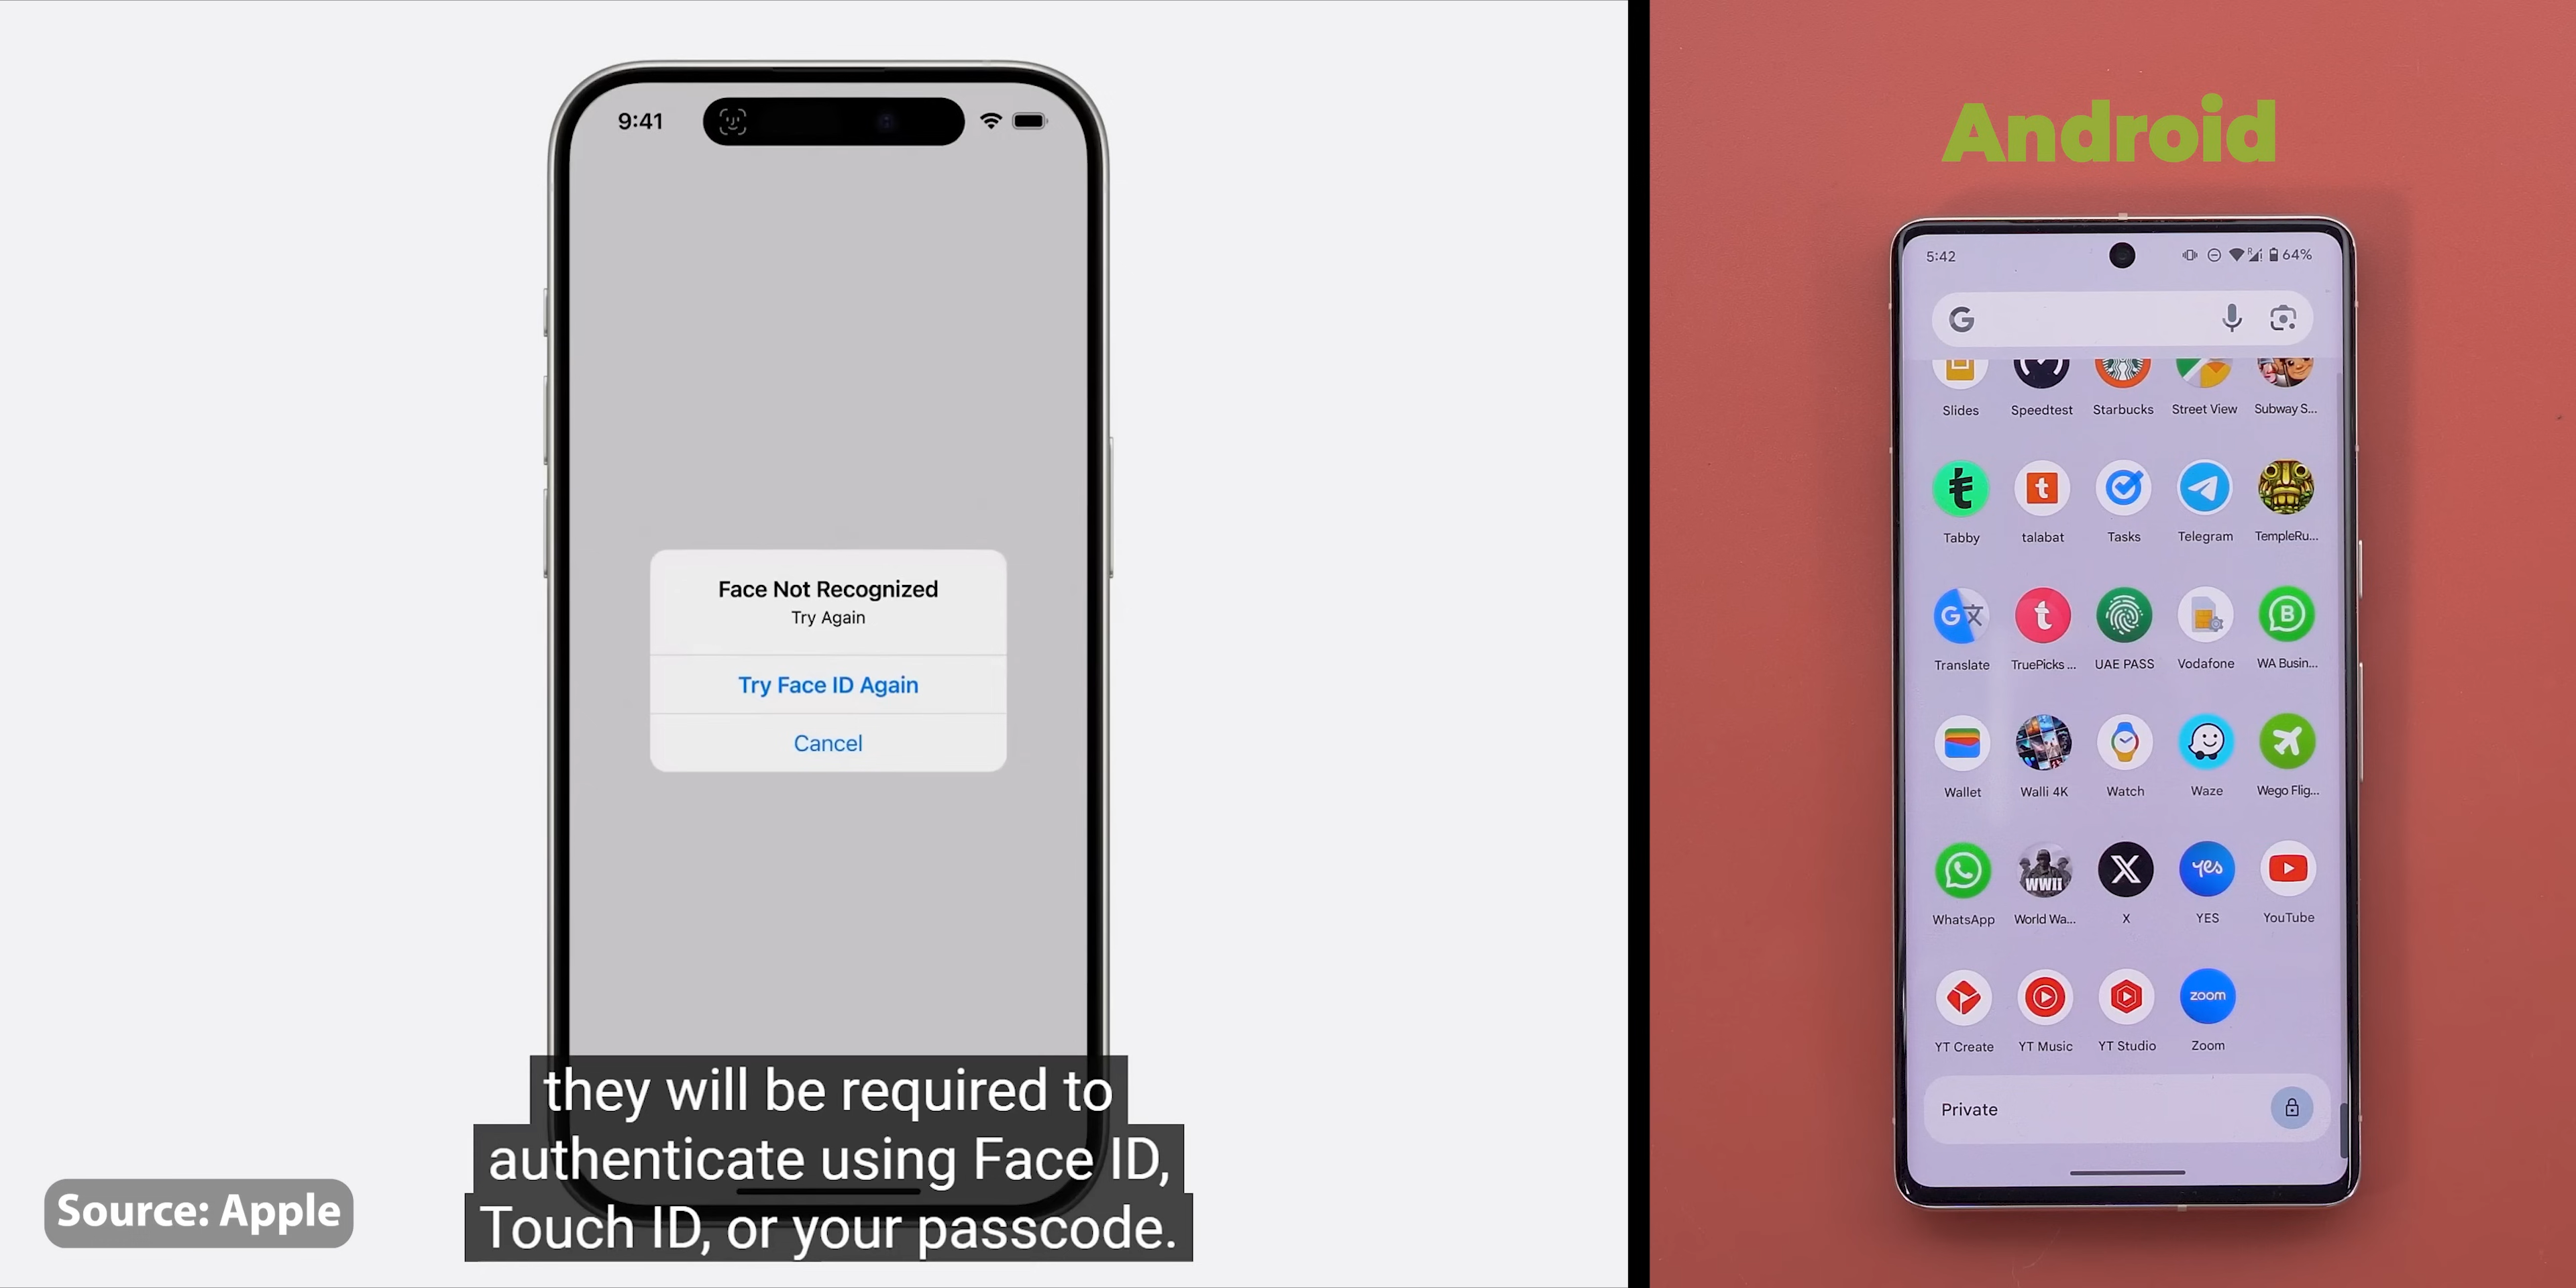 9:41
Face Not Recognized
Try Again
Try Face ID Again
Cancel
they will be required to
authenticate using Face ID,
Touch ID, or your passcode.
Source: Apple
Android
5:42
64%
Slides Speedtest Starbucks Street View Subway S...
Tabby talabat Tasks Telegram TempleRu...
Translate TruePicks ... UAE PASS Vodafone WA Busin...
Wallet Walli 4K Watch Waze Wego Flig...
WWII
yes
WhatsApp World Wa... X YES YouTube
zoom
YT Create YT Music YT Studio Zoom
Private